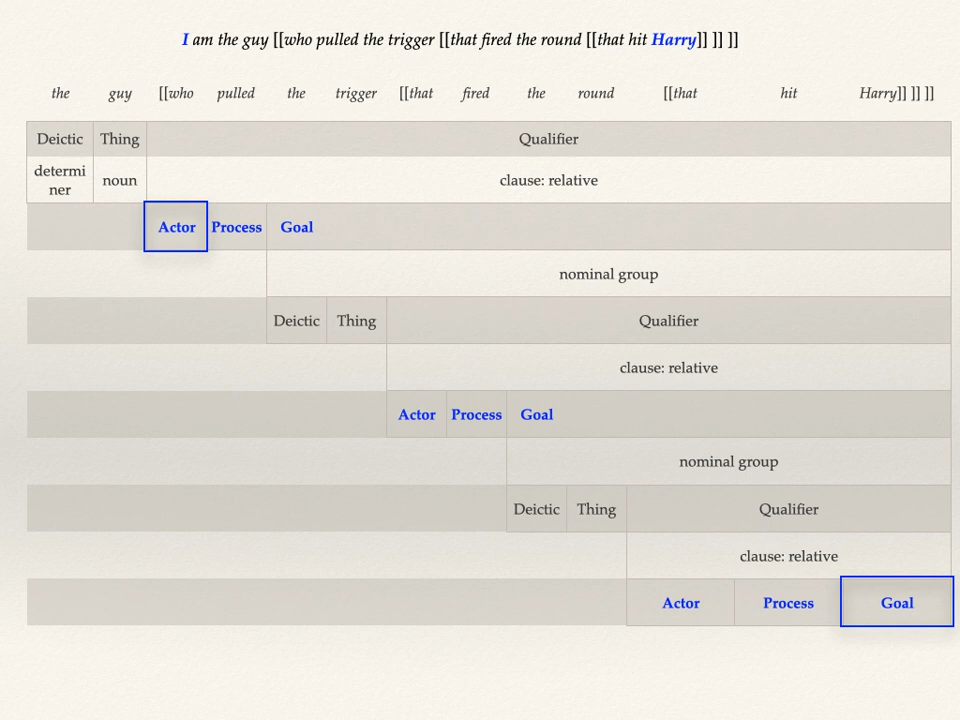 I am the guy [[who pulled the trigger [[that fired the round [[that hit Harry]] ]] ]]
the guy [[who pulled the trigger [[that fired the round [[that hit Harry]] ]] ]]
Deictic Thing Qualifier
determi
ner noun clause: relative
Actor Process Goal
nominal group
Deictic Thing Qualifier
clause: relative
Actor Process Goal
nominal group
Deictic Thing Qualifier
clause: relative
Actor Process Goal